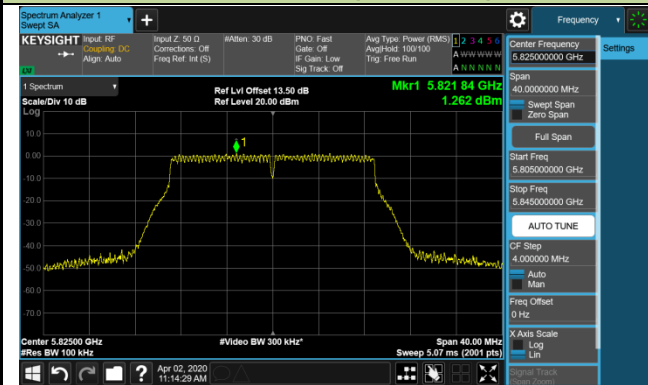 Spectrum Analyzer 1
Swept SA
Frequency
KEYSIGHT
Input: RF
Coupling: DC
Align: Auto
Input Z: 50 Ω
Corrections: Off
Freq Ref: Int (S)
#Atten: 30 dB
PNO: Fast
Gate: Off
IF Gain: Low
Sig Track: Off
Avg Type: Power (RMS)
Avg|Hold: 100/100
Trig: Free Run
1 2 3 4 5 6
A W W W W W
A N N N N N
LV
1 Spectrum
Scale/Div 10 dB
Log
Ref Lvl Offset 13.50 dB
Ref Level 20.00 dBm
Mkr1 5.821 84 GHz
1.262 dBm
1
10.0
0.00
-10.0
-20.0
-30.0
-40.0
-50.0
-60.0
-70.0
Center 5.82500 GHz
#Res BW 100 kHz
#Video BW 300 kHz*
Span 40.00 MHz
Sweep 5.07 ms (2001 pts)
Apr 02, 2020
11:14:29 AM
Center Frequency
5.825000000 GHz
Settings
Span
40.0000000 MHz
Swept Span
Zero Span
Full Span
Start Freq
5.805000000 GHz
Stop Freq
5.845000000 GHz
AUTO TUNE
CF Step
4.000000 MHz
Auto
Man
Freq Offset
0 Hz
X Axis Scale
Log
Lin
Signal Track
(Span Zoom)